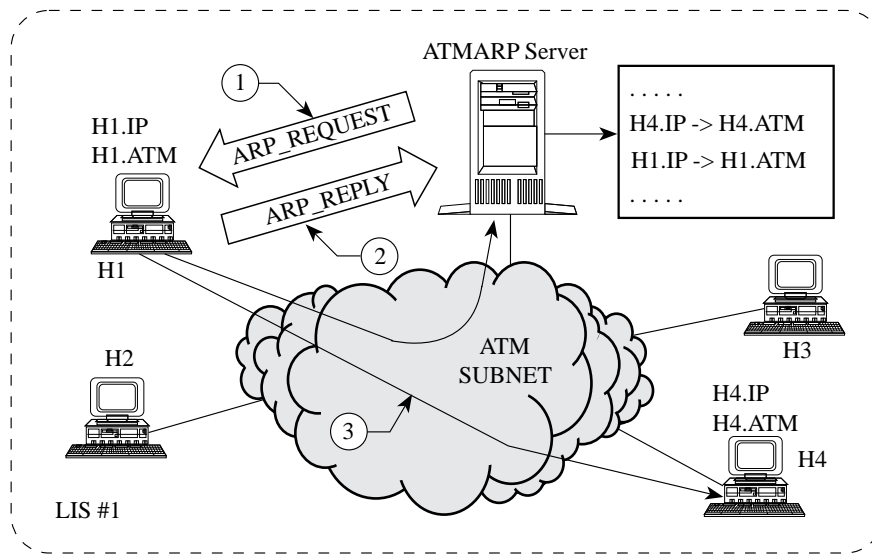 ATMARP Server
1
ARP_REQUEST
H1.IP
H1.ATM
. . . . .
H4.IP -> H4.ATM
H1.IP -> H1.ATM
. . . . .
ARP_REPLY
2
H1
ATM
SUBNET
H3
H2
3
H4.IP
H4.ATM
H4
LIS #1